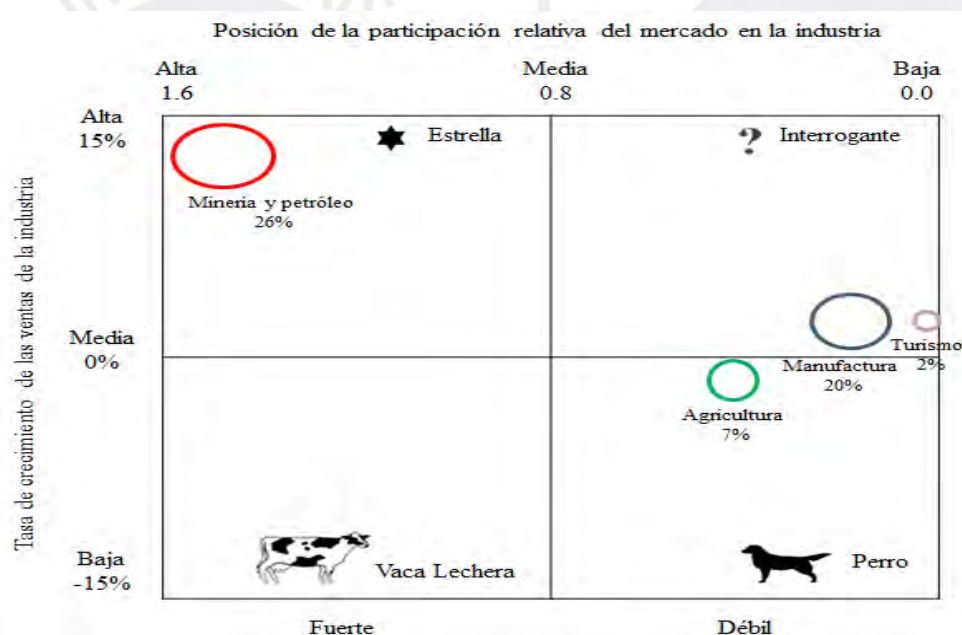 Posición de la participación relativa del mercado en la industria
Alta
1.6
Media
0.8
Baja
0.0
Alta
15%
Estrella
? Interrogante
Mineria y petróleo
26%
Tasa de crecimiento de las ventas de la industria
Media
0%
Turismo
2%
Manufactura
20%
Agricultura
7%
Baja
-15%
Vaca Lechera
Perro
Fuerte
Débil